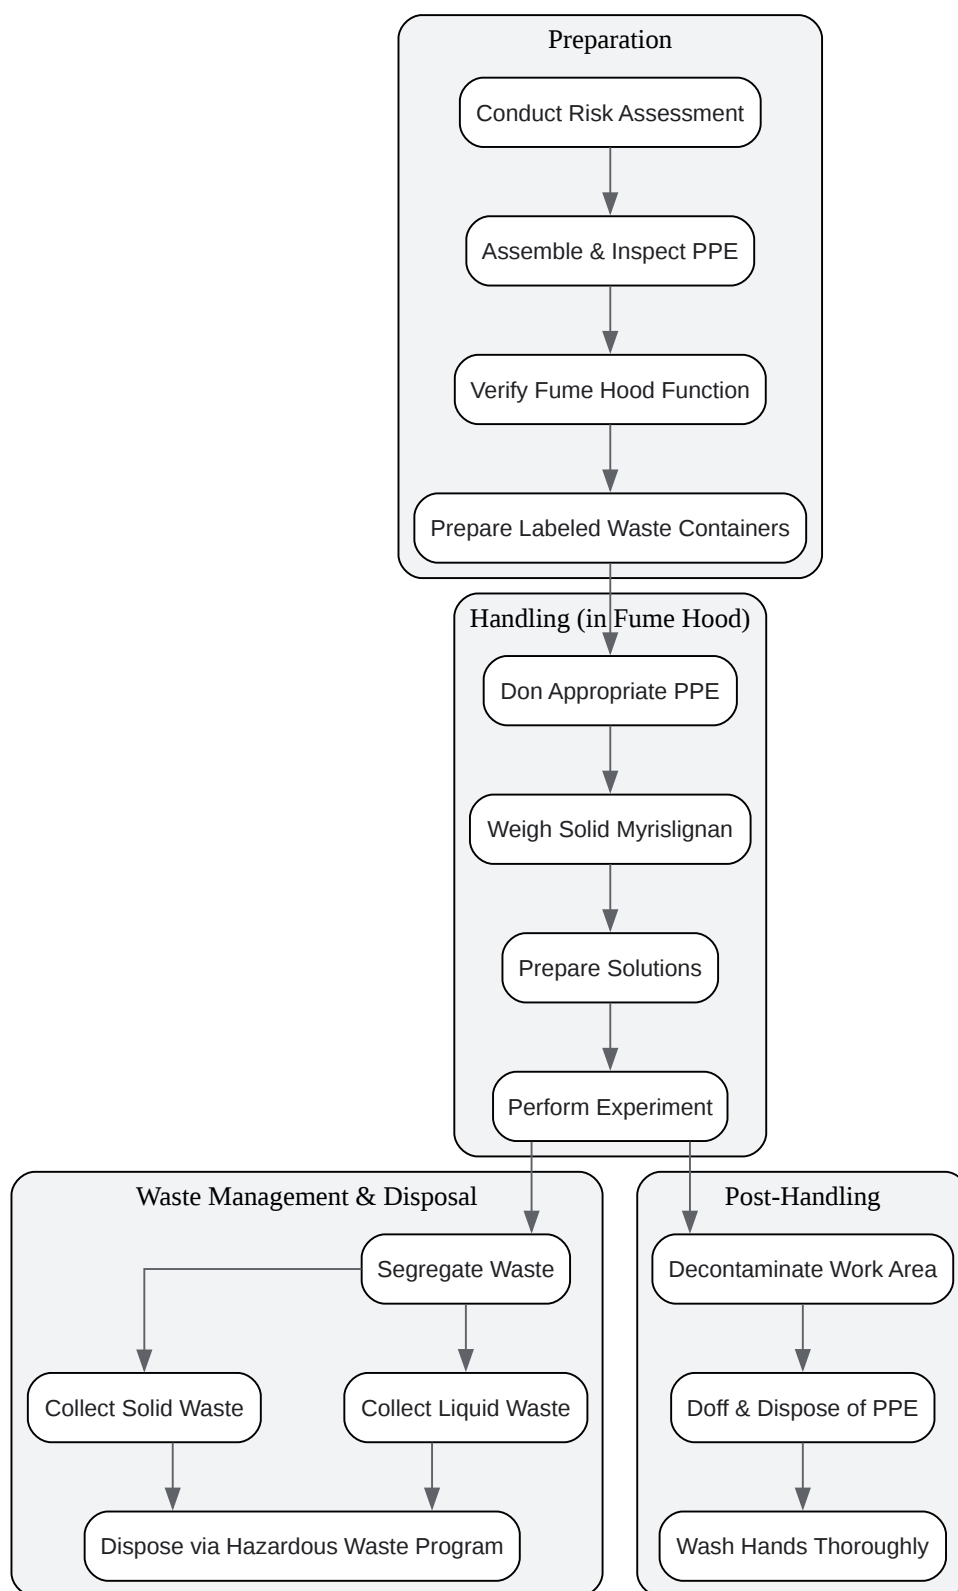 Preparation
Conduct Risk Assessment
Assemble & Inspect PPE
Verify Fume Hood Function
Prepare Labeled Waste Containers
Handling (in Fume Hood)
Don Appropriate PPE
Weigh Solid Myrislignan
Prepare Solutions
Perform Experiment
Waste Management & Disposal
Segregate Waste
Collect Solid Waste
Collect Liquid Waste
Dispose via Hazardous Waste Program
Post-Handling
Decontaminate Work Area
Doff & Dispose of PPE
Wash Hands Thoroughly